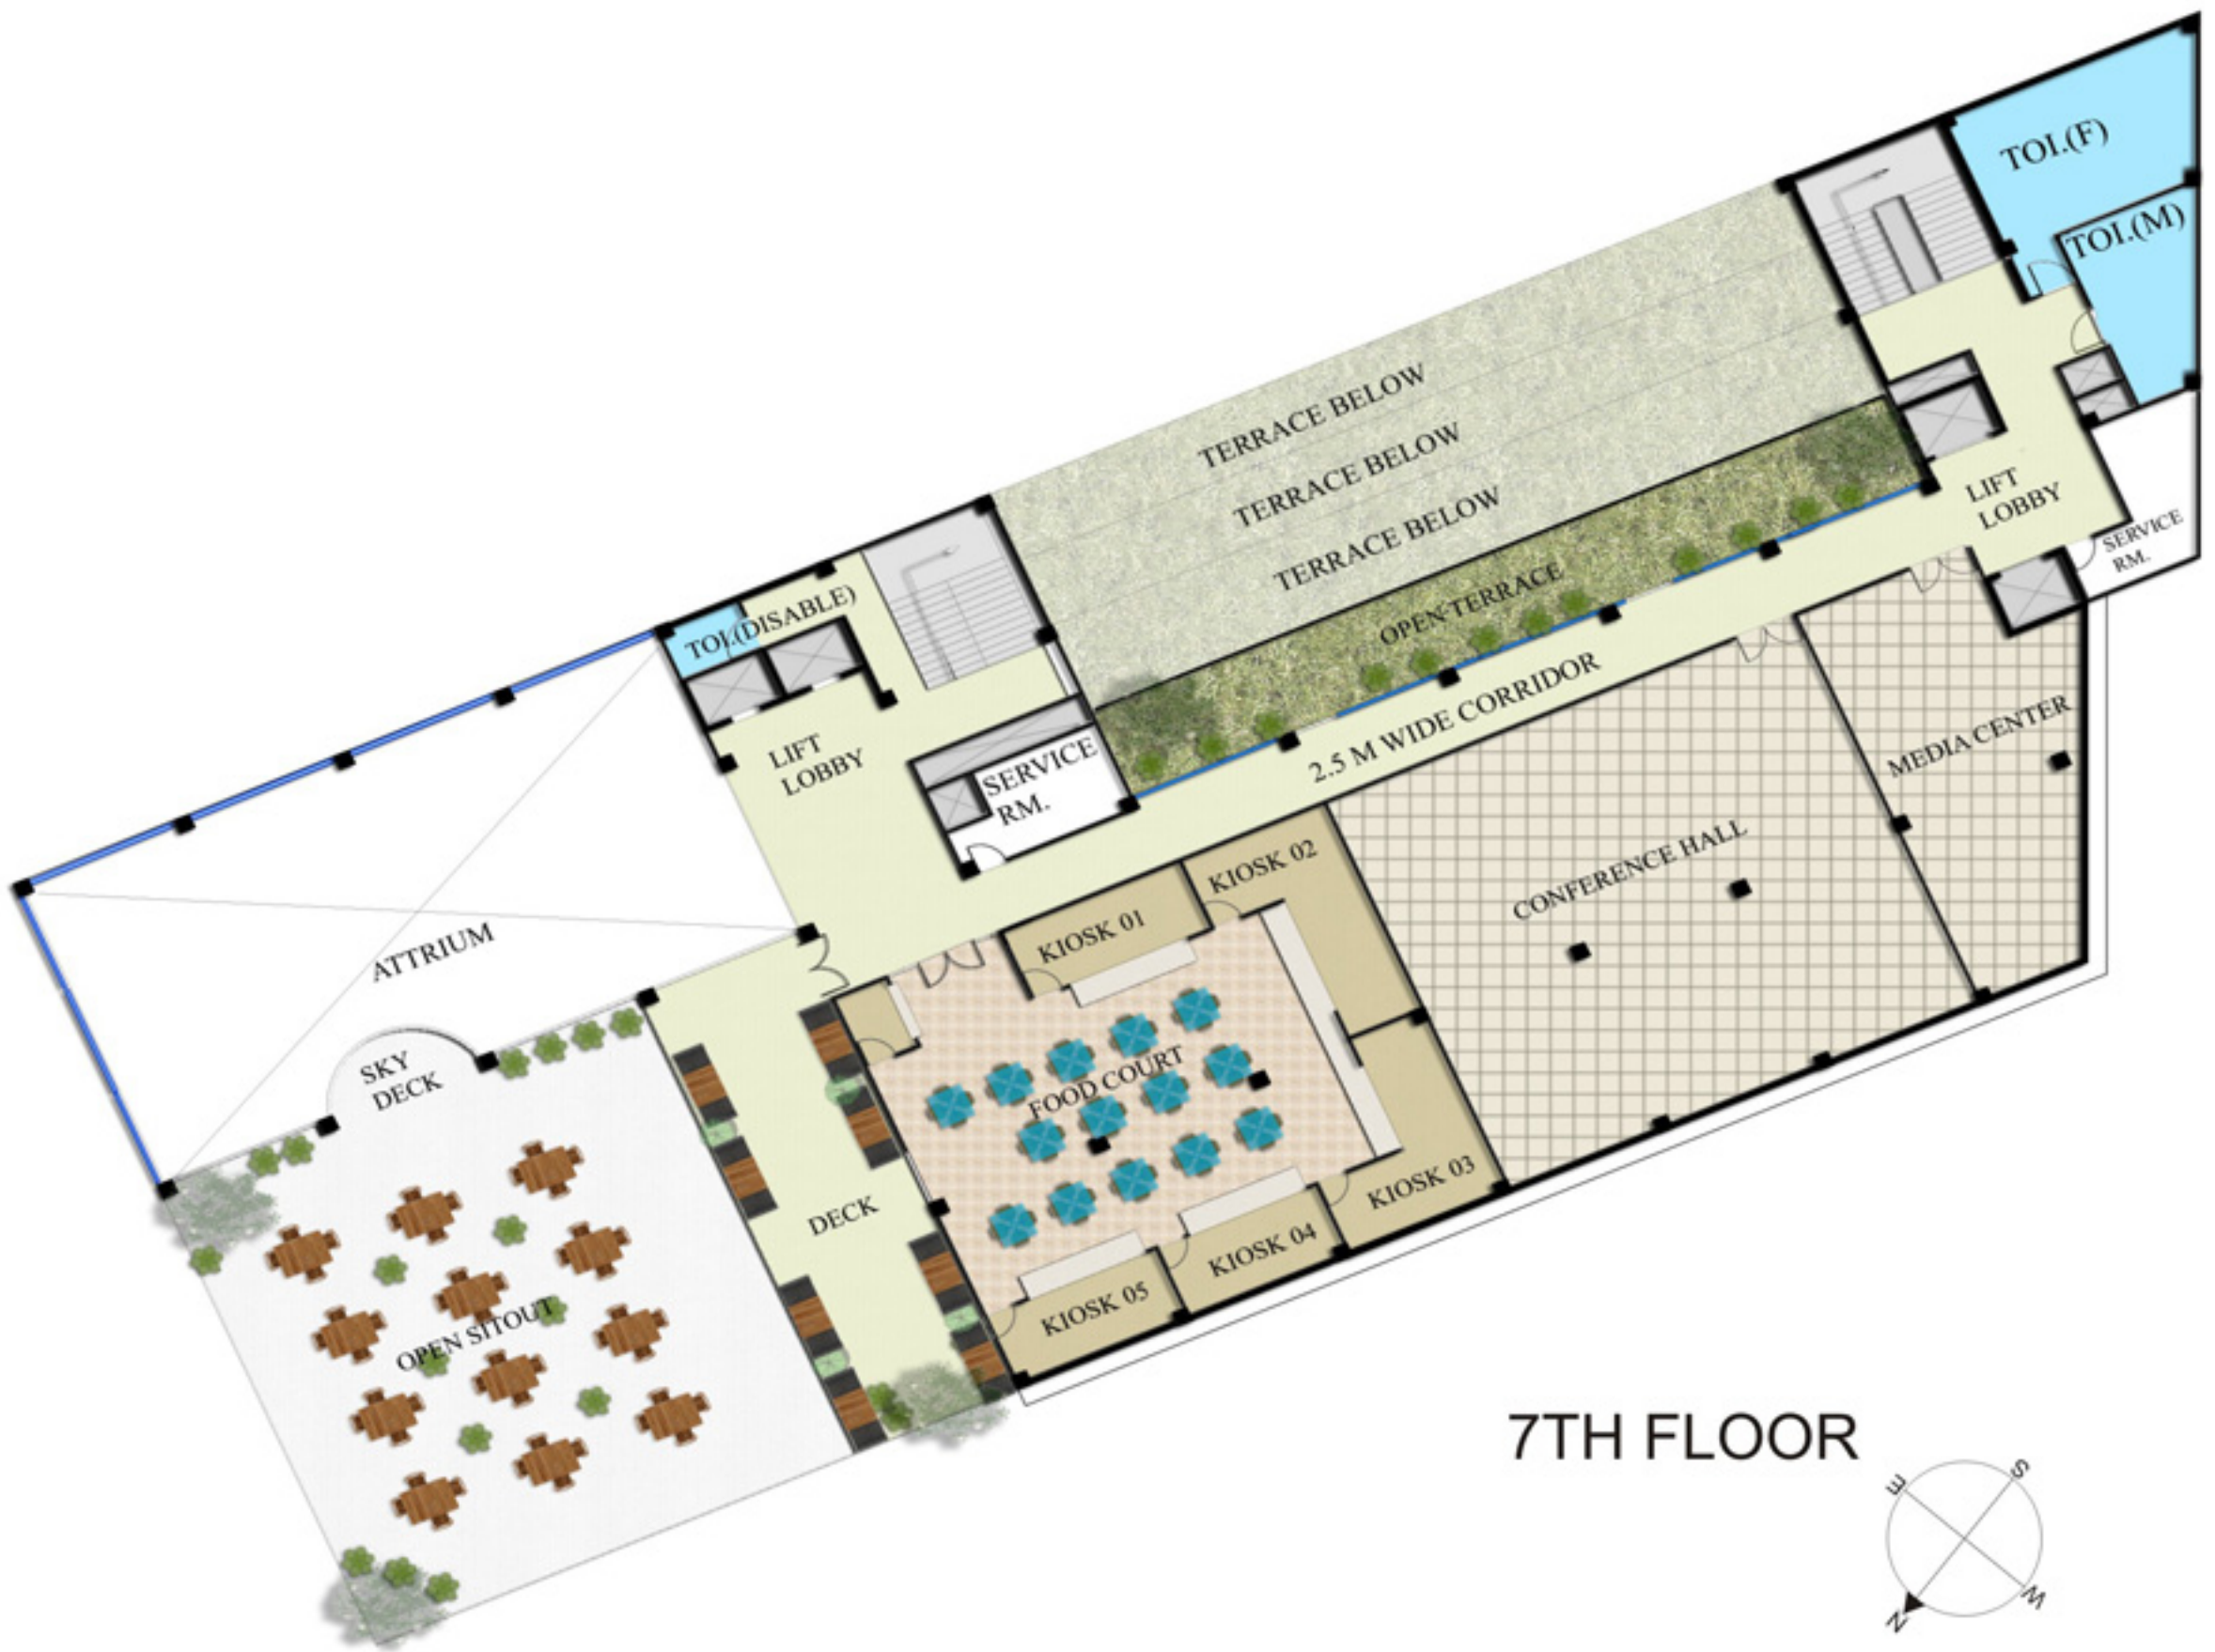 TOI.(F)
TOI.(M)
TERRACE BELOW
TERRACE BELOW
TERRACE BELOW
OPEN TERRACE
LIFT
LOBBY
SERVICE
RM.
TOI.(DISABLE)
LIFT
LOBBY
SERVICE
RM.
2.5 M WIDE CORRIDOR
MEDIA CENTER
CONFERENCE HALL
KIOSK 02
KIOSK 01
ATTRIUM
SKY
DECK
FOOD COURT
DECK
KIOSK 03
KIOSK 04
KIOSK 05
OPEN SITOUT
7TH FLOOR
E
S
N
W